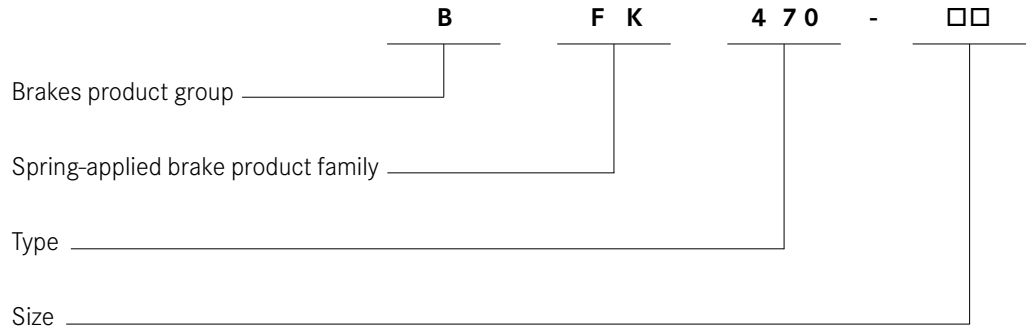 B F K 4 7 0 - □□
Brakes product group
Spring-applied brake product family
Type
Size